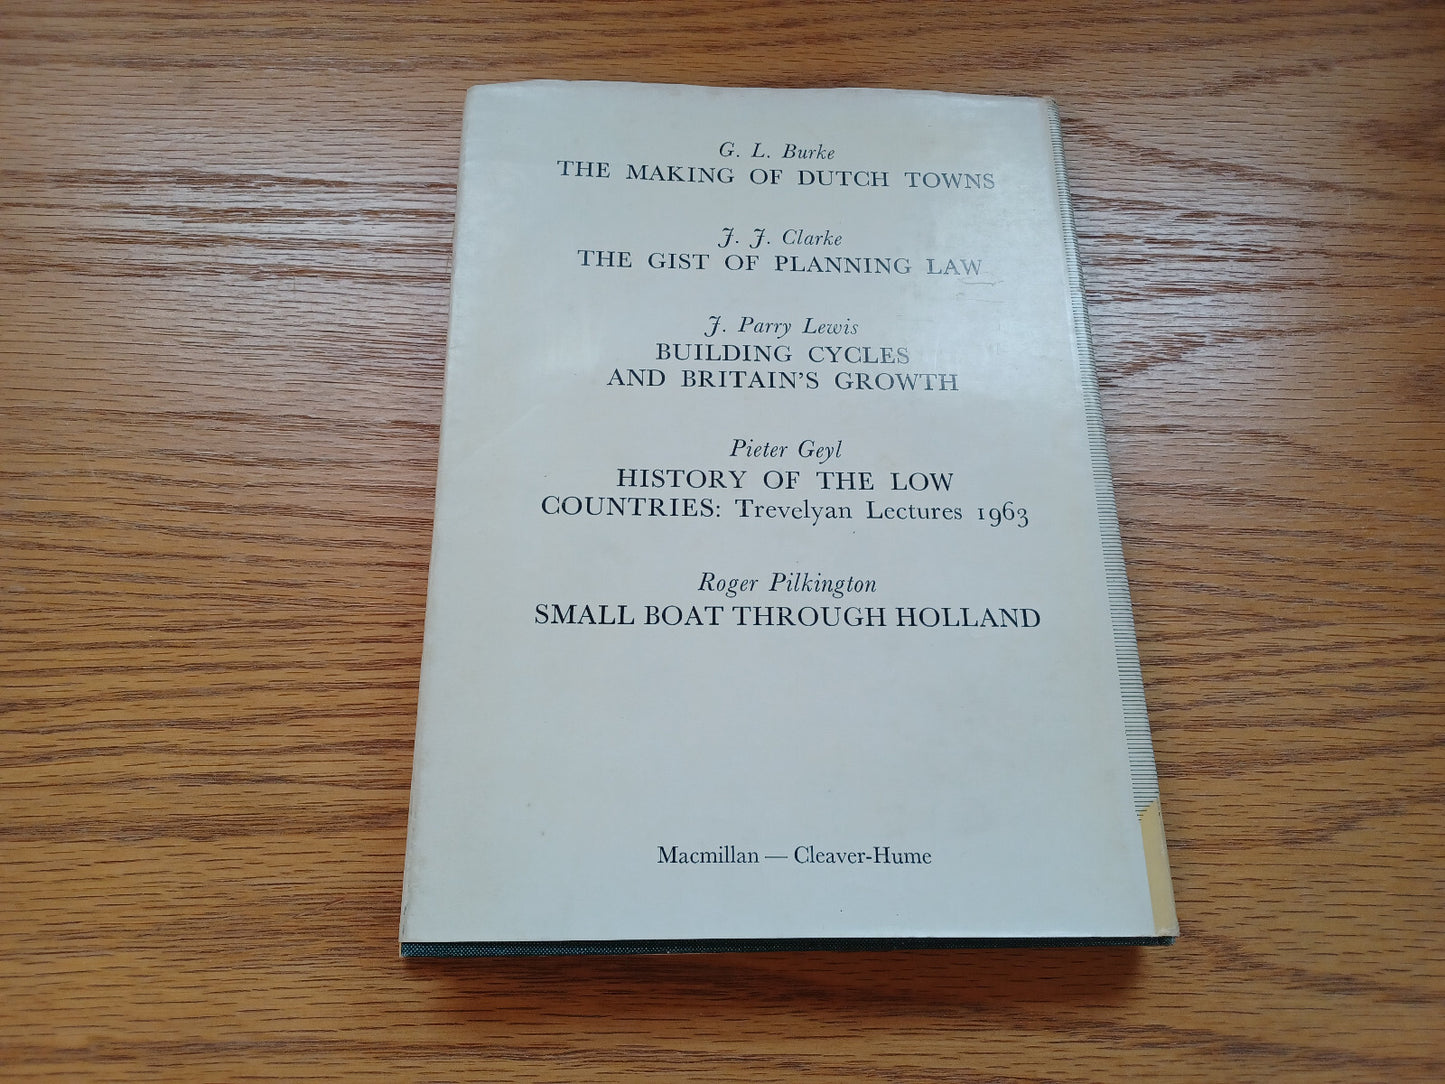 G. L. Burke
THE MAKING OF DUTCH TOWNS
J. J. Clarke
THE GIST OF PLANNING LAW
J. Parry Lewis
BUILDING CYCLES
AND BRITAIN'S GROWTH
Pieter Geyl
HISTORY OF THE LOW
COUNTRIES: Trevelyan Lectures 1963
Roger Pilkington
SMALL BOAT THROUGH HOLLAND
Macmillan — Cleaver-Hume